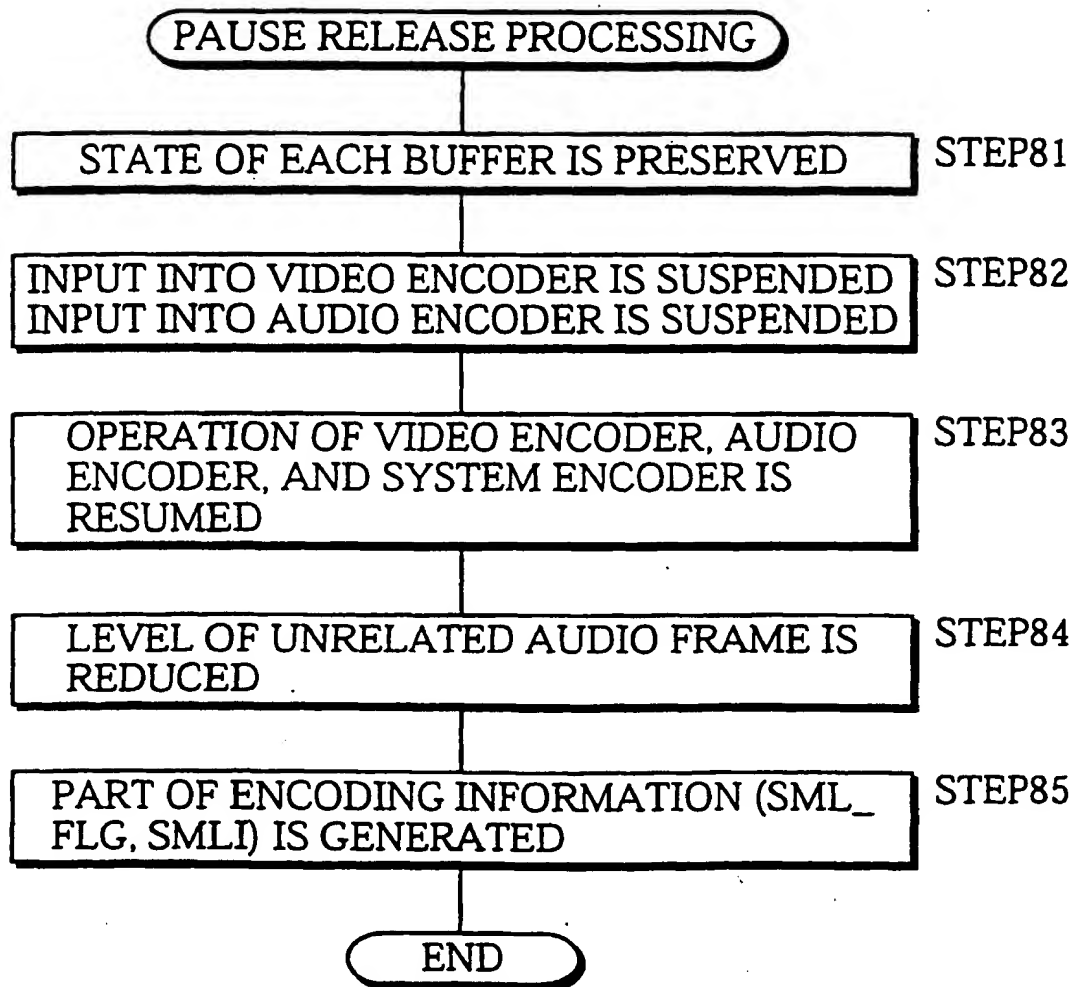 PAUSE RELEASE PROCESSING
STATE OF EACH BUFFER IS PRESERVED
STEP81
INPUT INTO VIDEO ENCODER IS SUSPENDED
INPUT INTO AUDIO ENCODER IS SUSPENDED
STEP82
OPERATION OF VIDEO ENCODER, AUDIO
ENCODER, AND SYSTEM ENCODER IS
RESUMED
STEP83
LEVEL OF UNRELATED AUDIO FRAME IS
REDUCED
STEP84
PART OF ENCODING INFORMATION (SML_
FLG, SMLI) IS GENERATED
STEP85
END